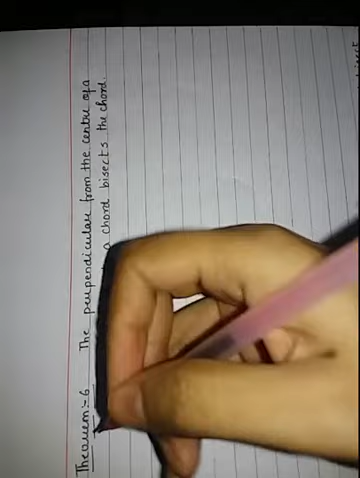 Theorem:-6 The perpendicular from the centre of a
a chord bisects the chord.